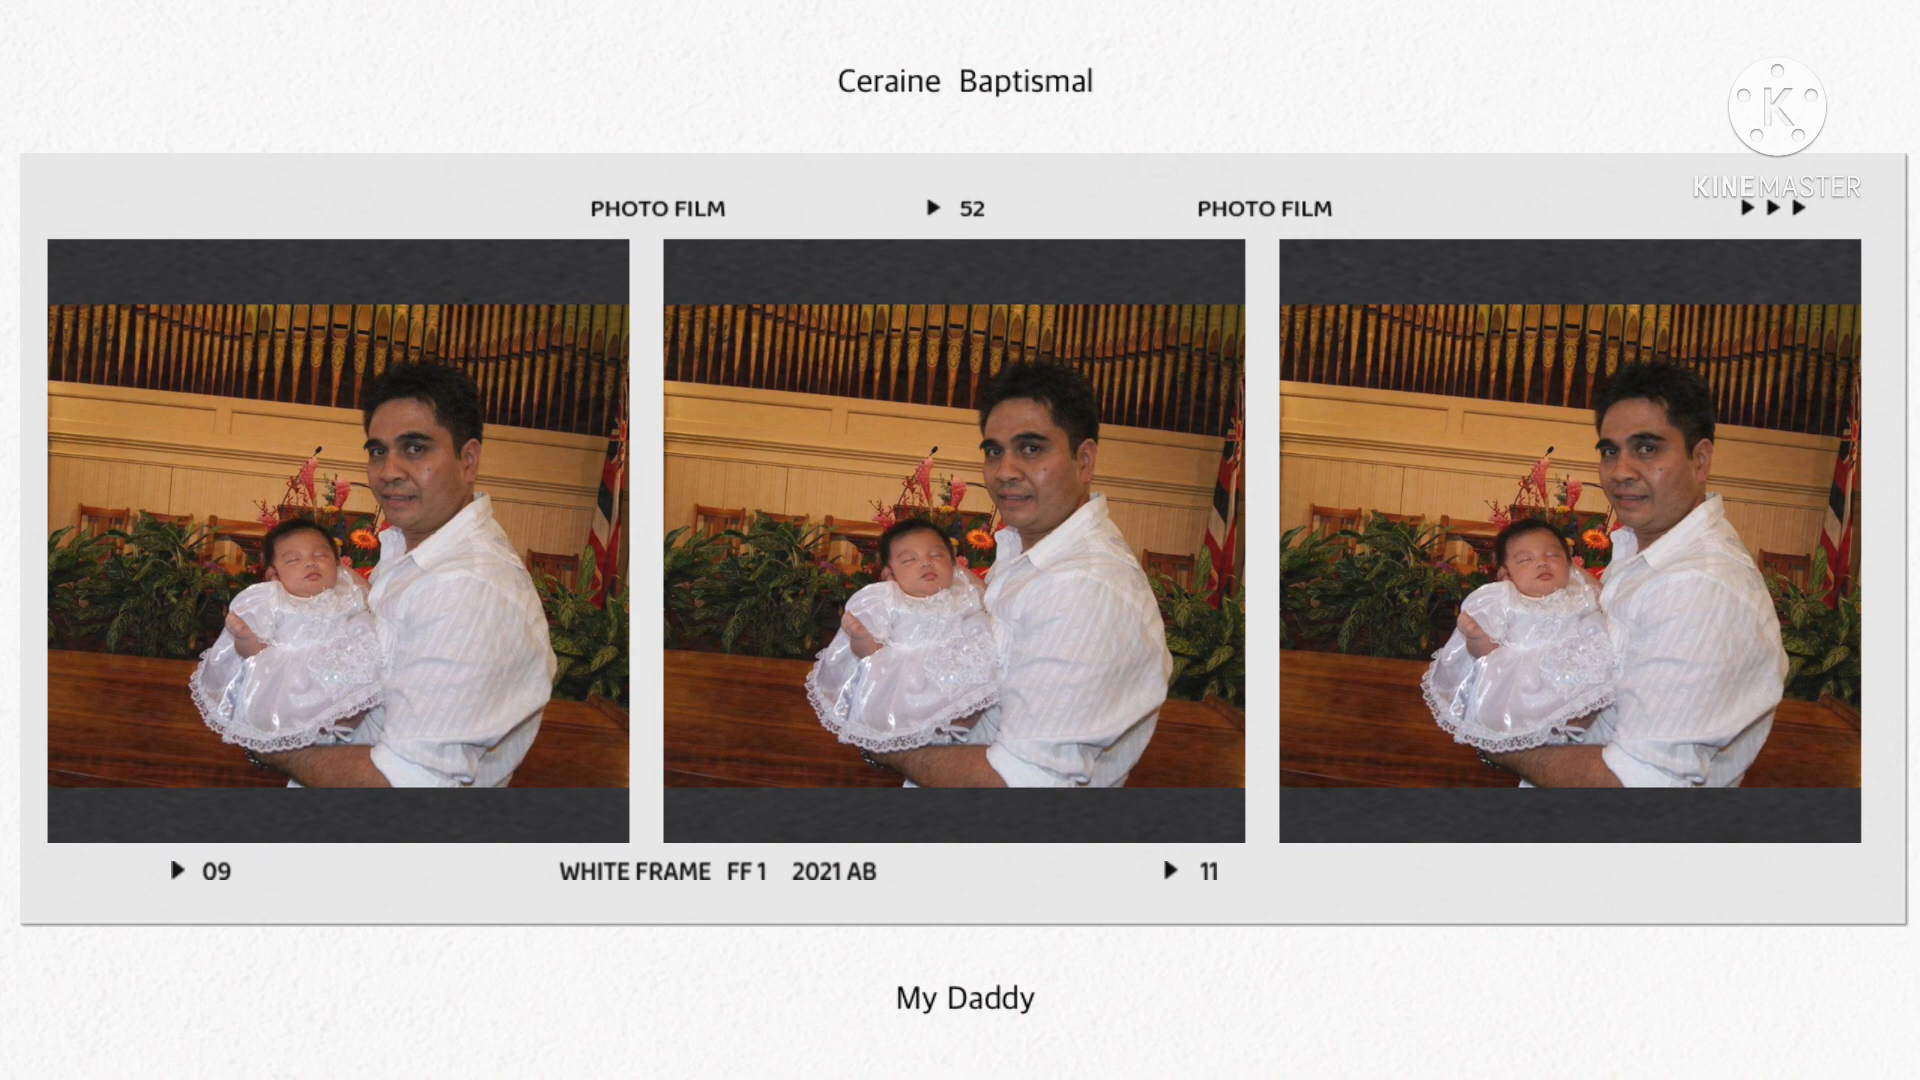 Ceraine Baptismal
K
KINEMASTER
PHOTO FILM ▶ 52 PHOTO FILM ▶ ▶ ▶
▶ 09 WHITE FRAME FF 1 2021 AB ▶ 11
My Daddy